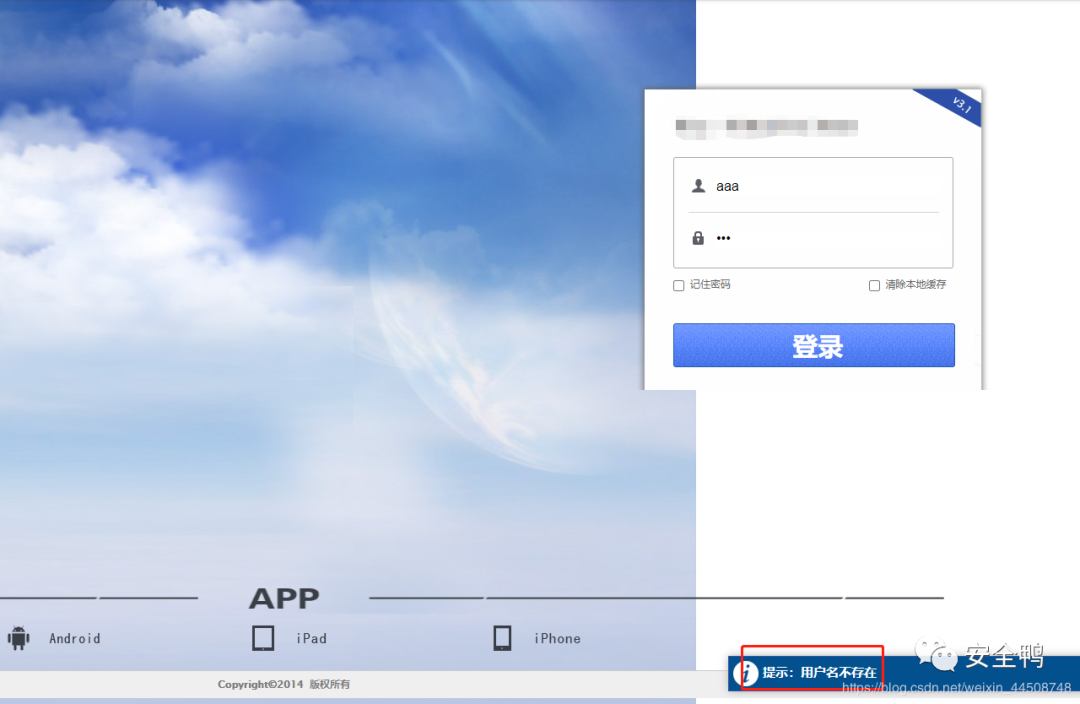 v3.1
aaa
•••
记住密码
清除本地缓存
登录
APP
Android
iPad
iPhone
安全鸭
提示：用户名不存在
Copyright©2014 版权所有
https://blog.csdn.net/weixin_44508748